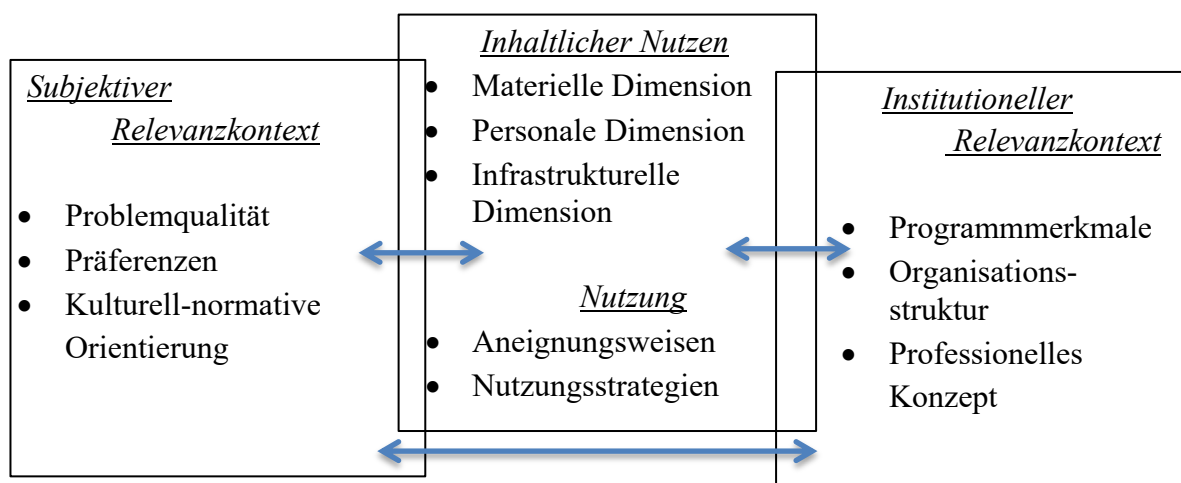 Subjektiver
Relevanzkontext
• Problemqualität
• Präferenzen
• Kulturell-normative
Orientierung
Inhaltlicher Nutzen
• Materielle Dimension
• Personale Dimension
• Infrastrukturelle
Dimension
Nutzung
• Aneignungsweisen
• Nutzungsstrategien
Institutioneller
Relevanzkontext
• Programmmerkmale
• Organisations-
struktur
• Professionelles
Konzept